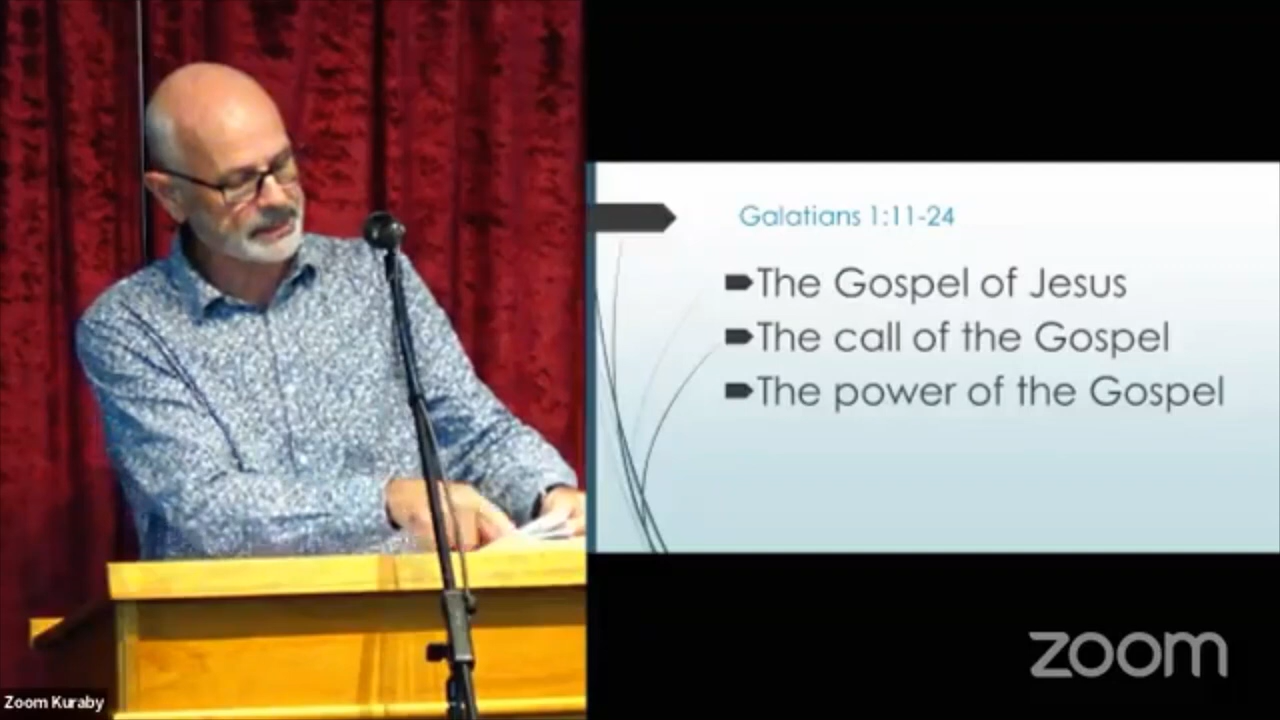 Galatians 1:11-24
The Gospel of Jesus
The call of the Gospel
The power of the Gospel
zoom
Zoom Kuraby